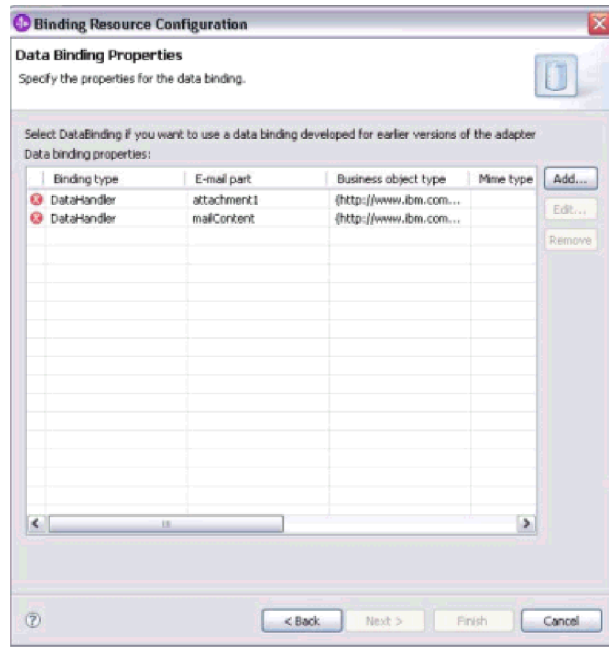 Binding Resource Configuration
Data Binding Properties
Specify the properties for the data binding.
Select DataBinding if you want to use a data binding developed for earlier versions of the adapter
Data binding properties:
Binding type E-mail part Business object type Mime type Add...
DataHandler attachment1 {http://www.ibm.com... Edit...
DataHandler mailContent {http://www.ibm.com...
Remove
< Back Next > Finish Cancel